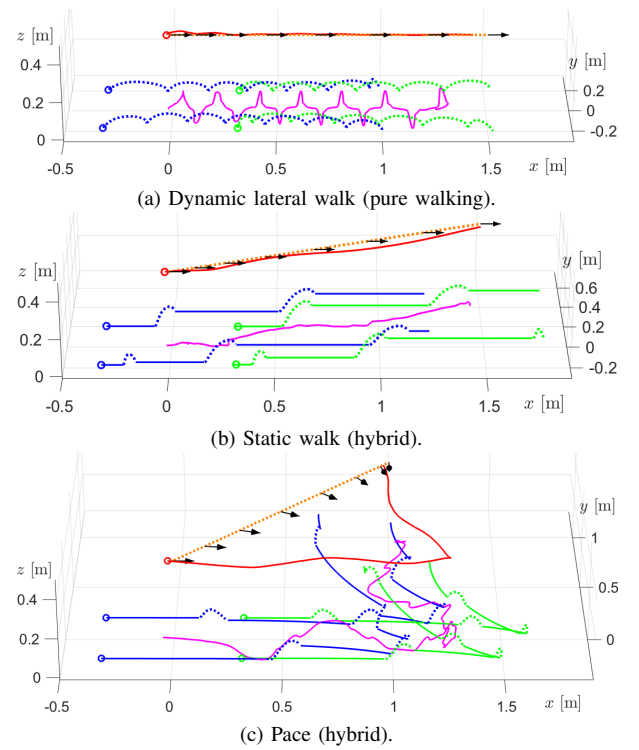 z [m]
0.4
0.2
0
y [m]
0.2
0
-0.2
-0.5
0
0.5
1
1.5
x [m]
(a) Dynamic lateral walk (pure walking).
z [m]
0.4
0.2
0
y [m]
0.6
0.4
0.2
0
-0.2
-0.5
0
0.5
1
1.5
x [m]
(b) Static walk (hybrid).
z [m]
0.4
0.2
0
y [m]
1
0.5
0
-0.5
0
0.5
1
1.5
x [m]
(c) Pace (hybrid).